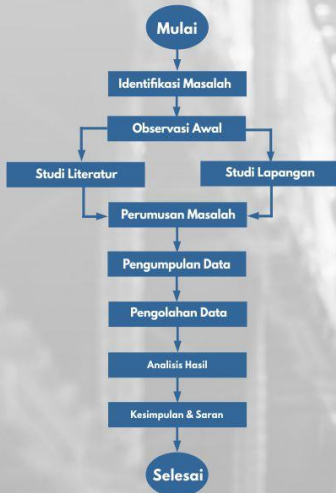 Mulai
Identifikasi Masalah
Observasi Awal
Studi Literatur
Studi Lapangan
Perumusan Masalah
Pengumpulan Data
Pengolahan Data
Analisis Hasil
Kesimpulan & Saran
Selesai